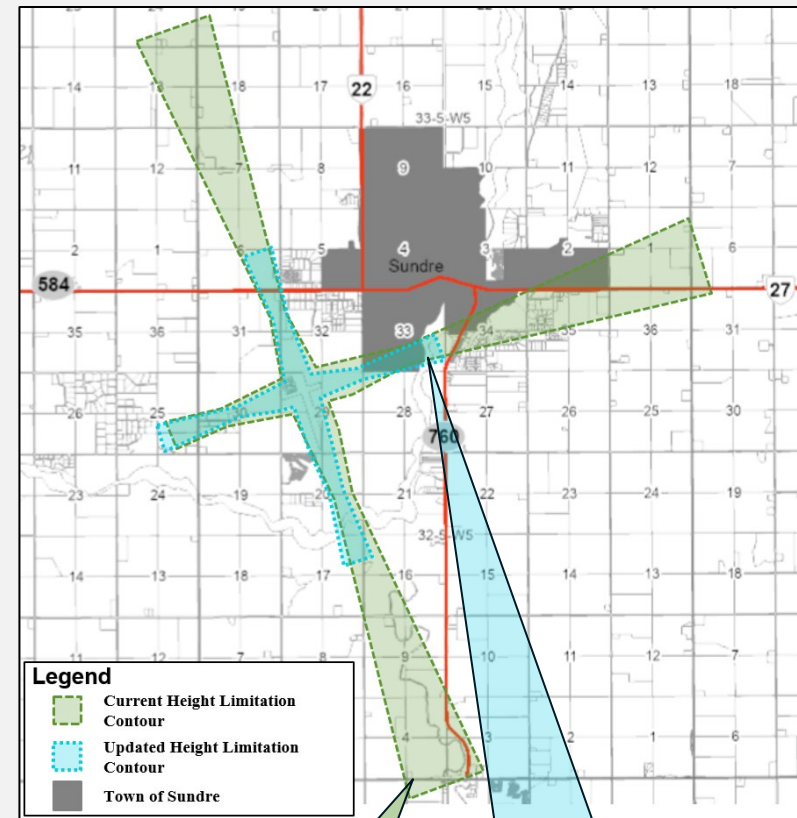 22
14 13 17 16 15 14 13 18
33-5-W5
11 12 7 8 9 10 11 12 7
2 1 6 5 4 3 2 1 6
Sundre
584
27
35 36 31 32 33 34 35 36 31
26 25 30 29 28 27 26 25 30
760
23 24 19 20 21 22 23 24 19
32-5-W5
14 13 18 17 16 15 14 13 18
9 10 11 12 7
4 3 2 1 6
Legend
Current Height Limitation
Contour
Updated Height Limitation
Contour
Town of Sundre